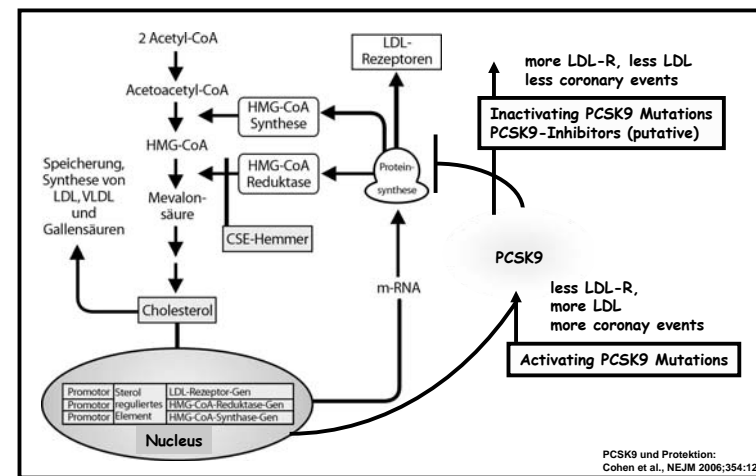 2 Acetyl-CoA
Acetoacetyl-CoA
HMG-CoA
Mevalon-
säure
Cholesterol
Speicherung,
Synthese von
LDL, VLDL
und
Gallensäuren
HMG-CoA
Synthese
HMG-CoA
Reduktase
CSE-Hemmer
LDL-
Rezeptoren
Protein-
synthese
m-RNA
Promotor
Promotor
Promotor
Sterol
reguliertes
Element
LDL-Rezeptor-Gen
HMG-CoA-Reduktase-Gen
HMG-CoA-Synthase-Gen
Nucleus
more LDL-R, less LDL
less coronary events
Inactivating PCSK9 Mutations
PCSK9-Inhibitors (putative)
PCSK9
less LDL-R,
more LDL
more coronay events
Activating PCSK9 Mutations
PCSK9 und Protektion:
Cohen et al., NEJM 2006;354:12